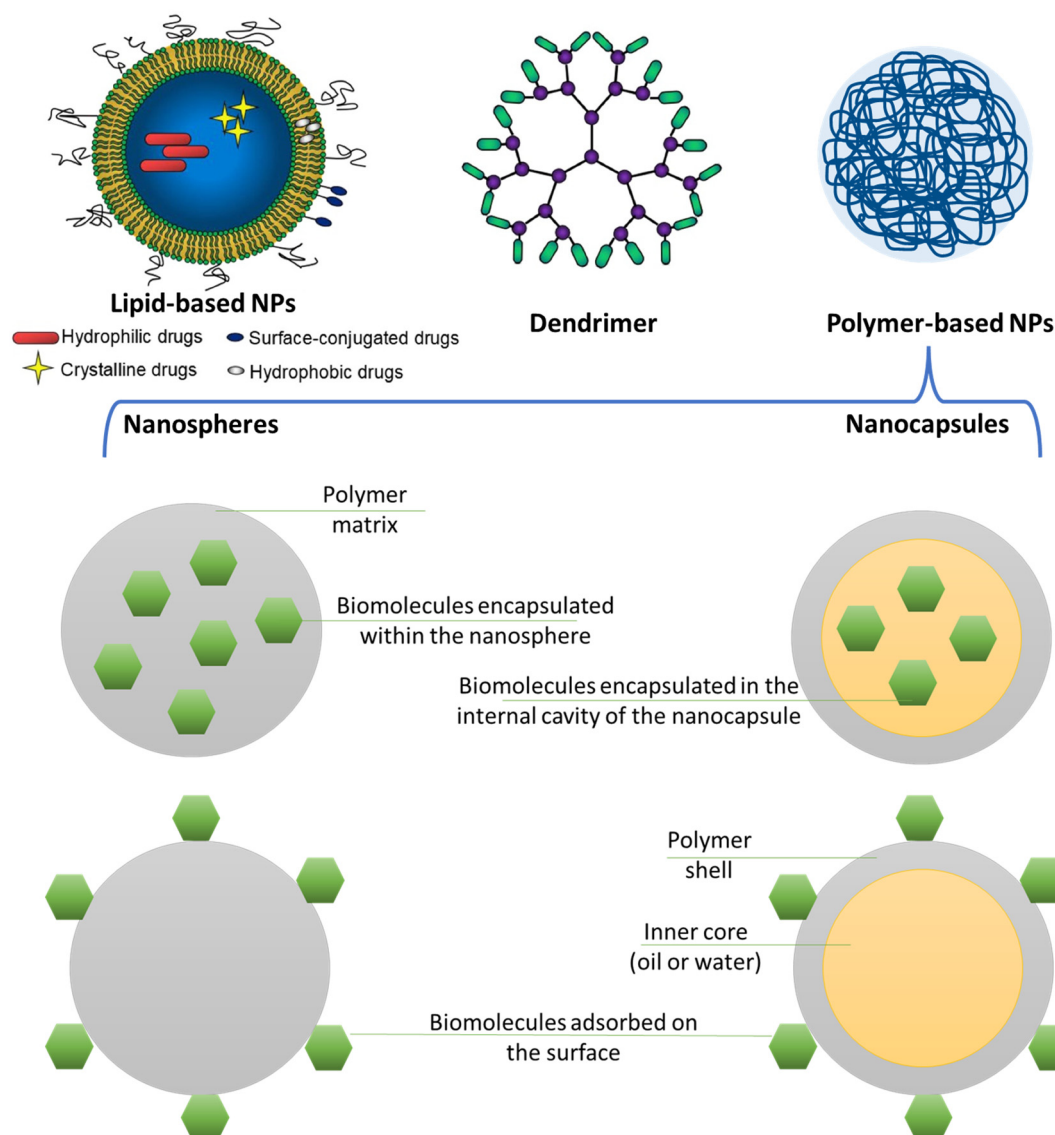 Lipid-based NPs
Dendrimer
Polymer-based NPs
Hydrophilic drugs
Surface-conjugated drugs
Crystalline drugs
Hydrophobic drugs
Nanospheres
Nanocapsules
Polymer
matrix
Biomolecules encapsulated
within the nanosphere
Biomolecules encapsulated in the
internal cavity of the nanocapsule
Polymer
shell
Inner core
(oil or water)
Biomolecules adsorbed on
the surface